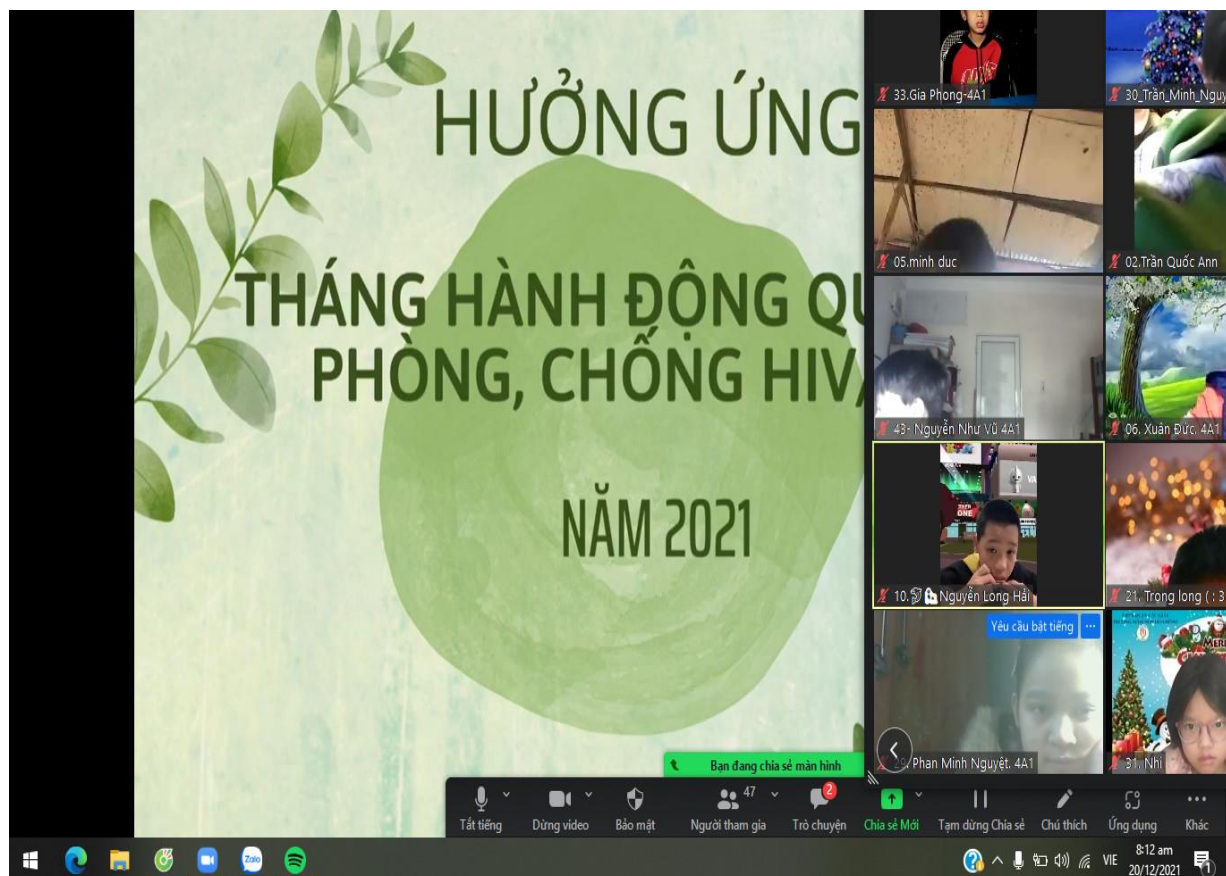 HƯỞNG ỨNG
THÁNG HÀNH ĐỘNG
PHÒNG, CHỐNG HIV
NĂM 2021
33.Gia Phong-4A1
30_Trần_Minh_Nguy
05.minh duc
02.Trần Quốc Ann
43- Nguyễn Như Vũ 4A1
06. Xuân Đức. 4A1
10. Nguyễn Long Hải
21. Trọng long ( : 3
Yêu cầu bật tiếng ...
29. Phan Minh Nguyệt. 4A1
31. Nhi
Bạn đang chia sẻ màn hình
47
2
Tắt tiếng
Dừng video
Bảo mật
Người tham gia
Trò chuyện
Chia sẻ Mới
Tạm dừng Chia sẻ
Chú thích
Ứng dụng
Khác
Zalo
VIE
8:12 am
20/12/2021
1